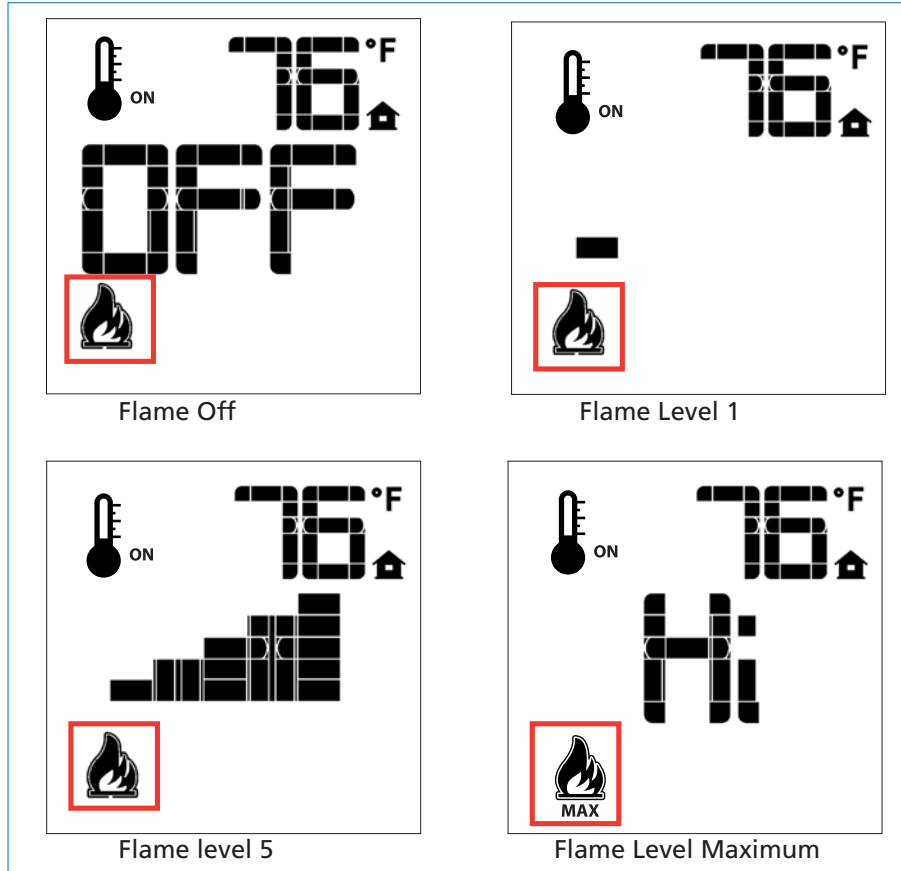 76 °F
ON
OFF
Flame Off
76 °F
ON
Flame Level 1
76 °F
ON
Flame level 5
76 °F
ON
Hi
MAX
Flame Level Maximum